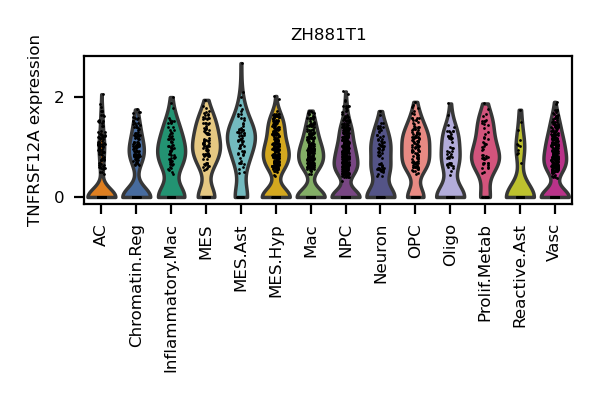 ZH881T1
TNFRSF12A expression
2
0
AC
Chromatin.Reg
Inflammatory.Mac
MES
MES.Ast
MES.Hyp
Mac
NPC
Neuron
OPC
Oligo
Prolif.Metab
Reactive.Ast
Vasc